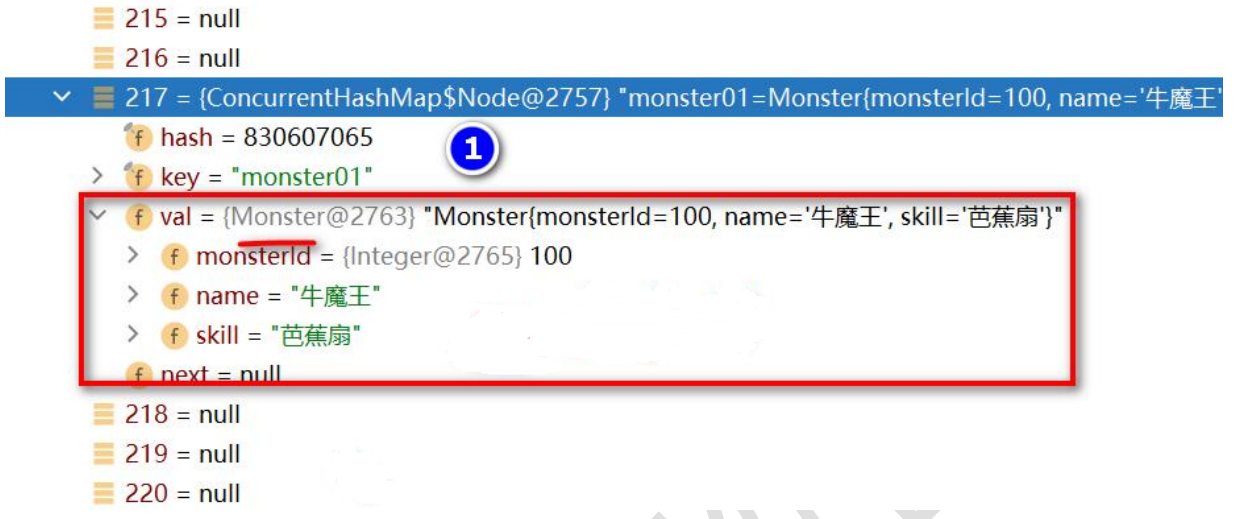 215 = null
216 = null
217 = {ConcurrentHashMap$Node@2757} "monster01=Monster{monsterId=100, name='牛魔王'
f hash = 830607065
1
f key = "monster01"
f val = {Monster@2763} "Monster{monsterId=100, name='牛魔王', skill='芭蕉扇'}"
f monsterId = {Integer@2765} 100
f name = "牛魔王"
f skill = "芭蕉扇"
f next = null
218 = null
219 = null
220 = null